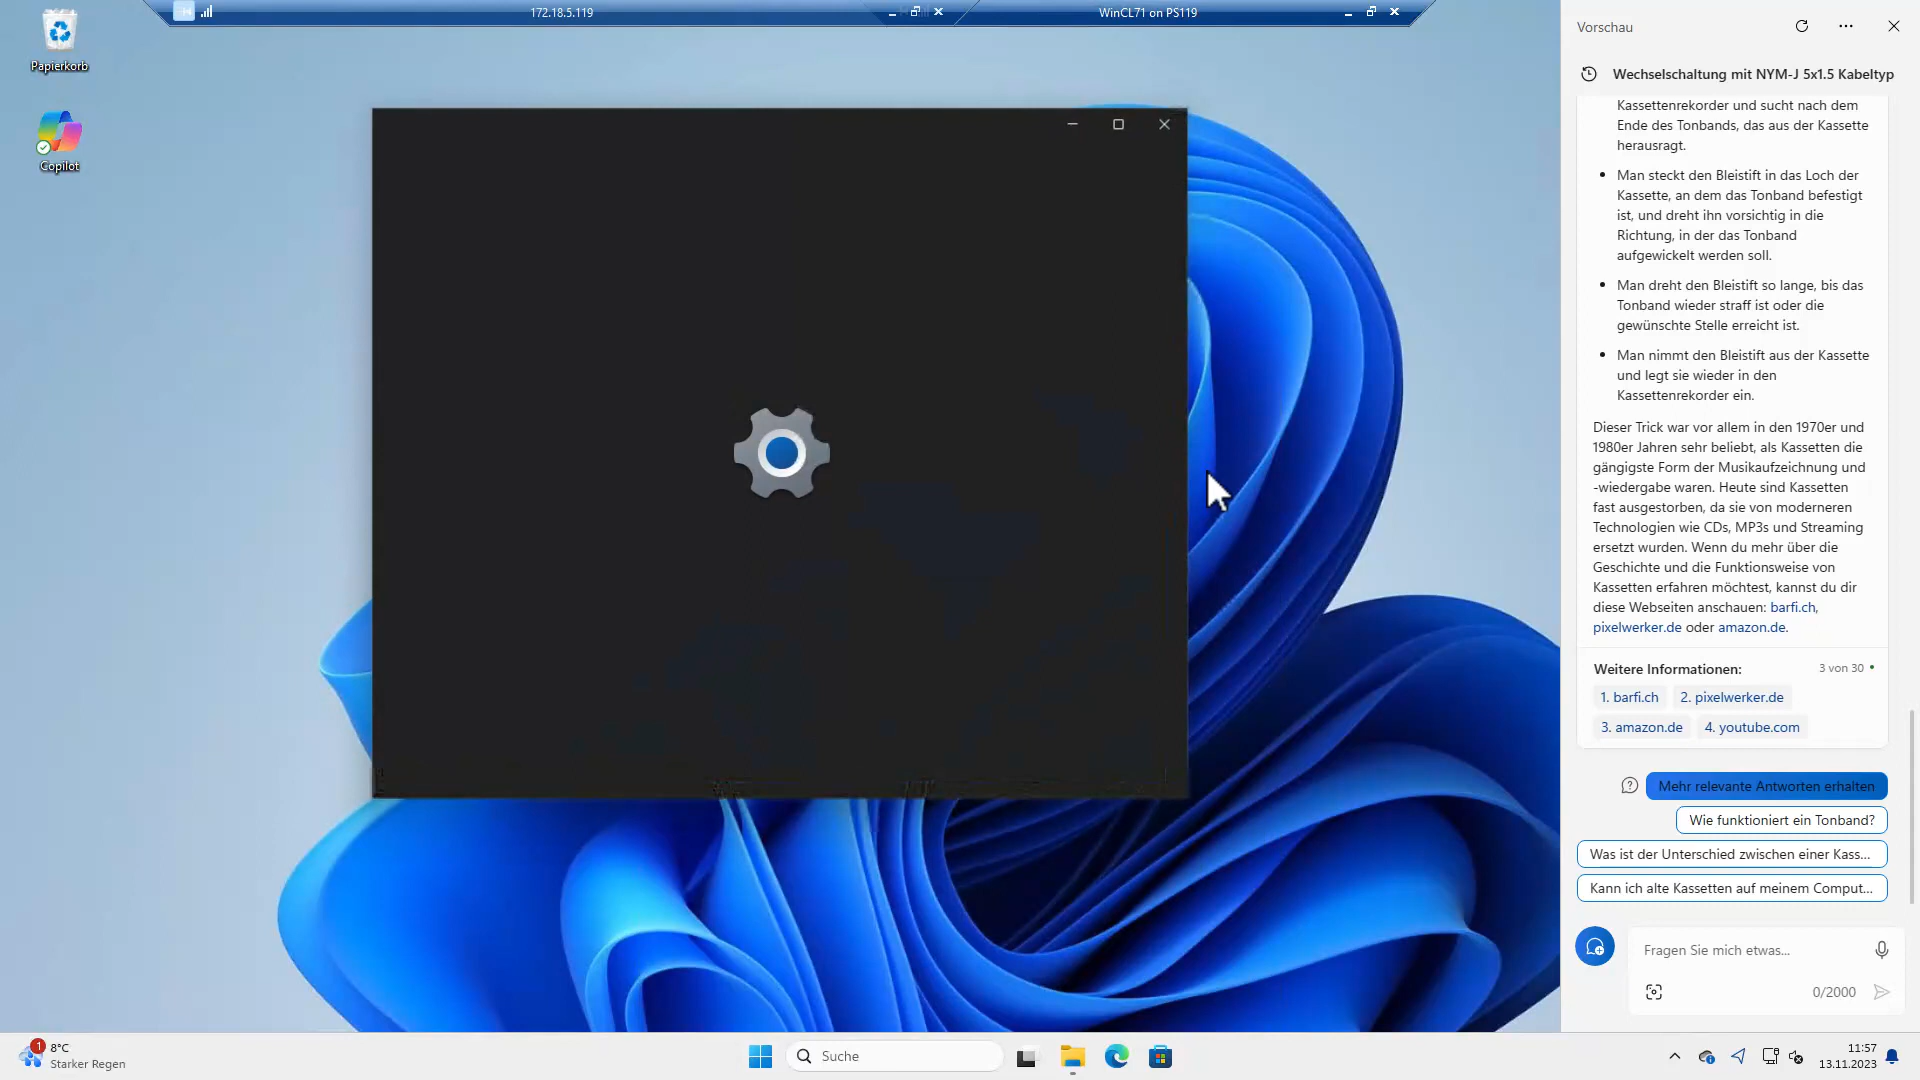 172.18.5.119
WinCL71 on PS119
Papierkorb
Copilot
Vorschau
Wechselschaltung mit NYM-J 5x1.5 Kabeltyp
Kassettenrekorder und sucht nach dem
Ende des Tonbands, das aus der Kassette
herausragt.
• Man steckt den Bleistift in das Loch der
Kassette, an dem das Tonband befestigt
ist, und dreht ihn vorsichtig in die
Richtung, in der das Tonband
aufgewickelt werden soll.
• Man dreht den Bleistift so lange, bis das
Tonband wieder straff ist oder die
gewünschte Stelle erreicht ist.
• Man nimmt den Bleistift aus der Kassette
und legt sie wieder in den
Kassettenrekorder ein.
Dieser Trick war vor allem in den 1970er und
1980er Jahren sehr beliebt, als Kassetten die
gängigste Form der Musikaufzeichnung und
-wiedergabe waren. Heute sind Kassetten
fast ausgestorben, da sie von moderneren
Technologien wie CDs, MP3s und Streaming
ersetzt wurden. Wenn du mehr über die
Geschichte und die Funktionsweise von
Kassetten erfahren möchtest, kannst du dir
diese Webseiten anschauen: barfi.ch,
pixelwerker.de oder amazon.de.
Weitere Informationen: 3 von 30
1. barfi.ch 2. pixelwerker.de
3. amazon.de 4. youtube.com
Mehr relevante Antworten erhalten
Wie funktioniert ein Tonband?
Was ist der Unterschied zwischen einer Kass...
Kann ich alte Kassetten auf meinem Comput...
Fragen Sie mich etwas...
0/2000
1
8°C
Starker Regen
Suche
11:57
13.11.2023